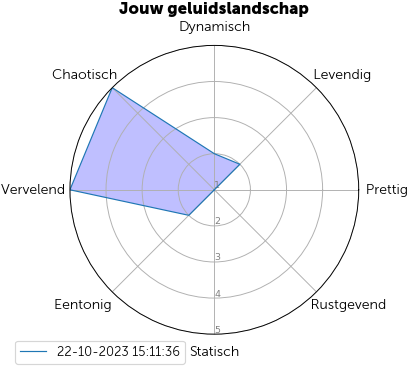 Jouw geluidslandschap
Dynamisch
Chaotisch
Levendig
Vervelend
Prettig
1
2
3
4
5
Eentonig
Rustgevend
Statisch
22-10-2023 15:11:36